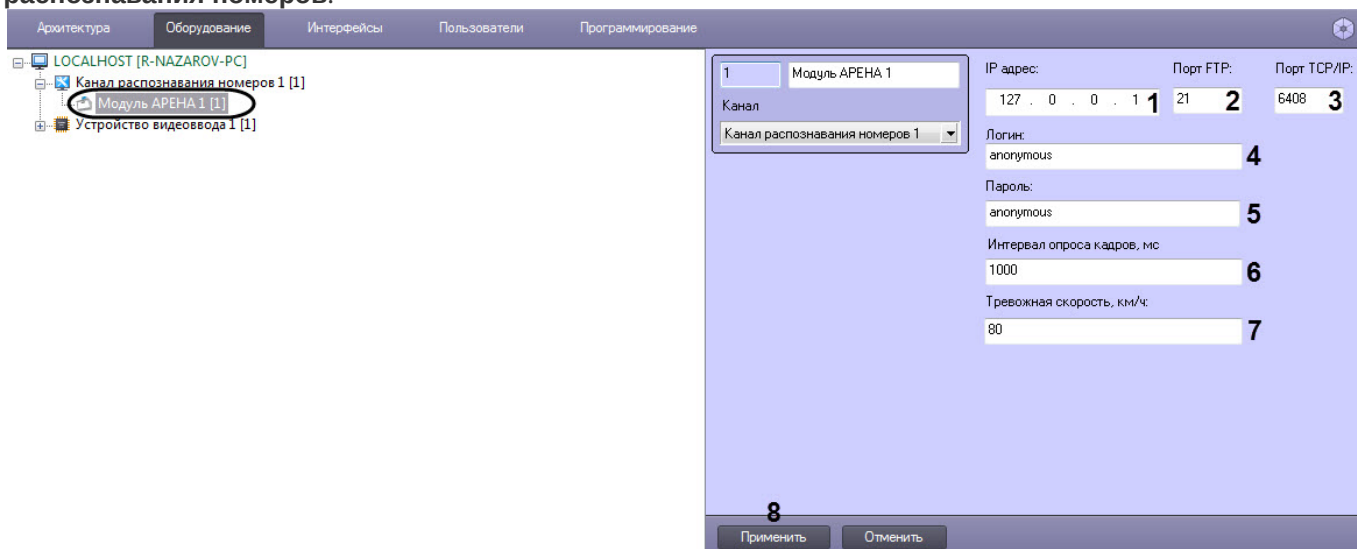 распознавания номеров.
Архитектура Оборудование Интерфейсы Пользователи Программирование
LOCALHOST [R-NAZAROV-PC]
Канал распознавания номеров 1 [1]
Модуль АРЕНА 1 [1]
Устройство видеоввода 1 [1]
1 Модуль АРЕНА 1
Канал
Канал распознавания номеров 1
IP адрес: Порт FTP: Порт TCP/IP:
127 . 0 . 0 . 1 1 21 2 6408 3
Логин:
anonymous 4
Пароль:
anonymous 5
Интервал опроса кадров, мс
1000 6
Тревожная скорость, км/ч:
80 7
8
Применить Отменить